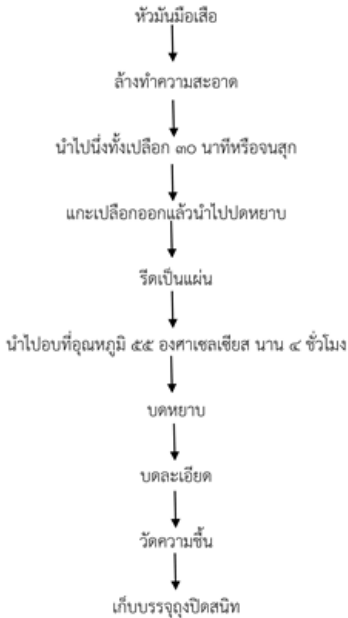 หัวมันมือเสือ
ล้างทำความสะอาด
นำไปนึ่งทั้งเปลือก ๓๐ นาทีหรือจนสุก
แกะเปลือกออกแล้วนำไปปดหยาบ
รีดเป็นแผ่น
นำไปอบที่อุณหภูมิ ๕๕ องศาเซลเซียส นาน ๔ ชั่วโมง
บดหยาบ
บดละเอียด
วัดความชื้น
เก็บบรรจุถุงปิดสนิท